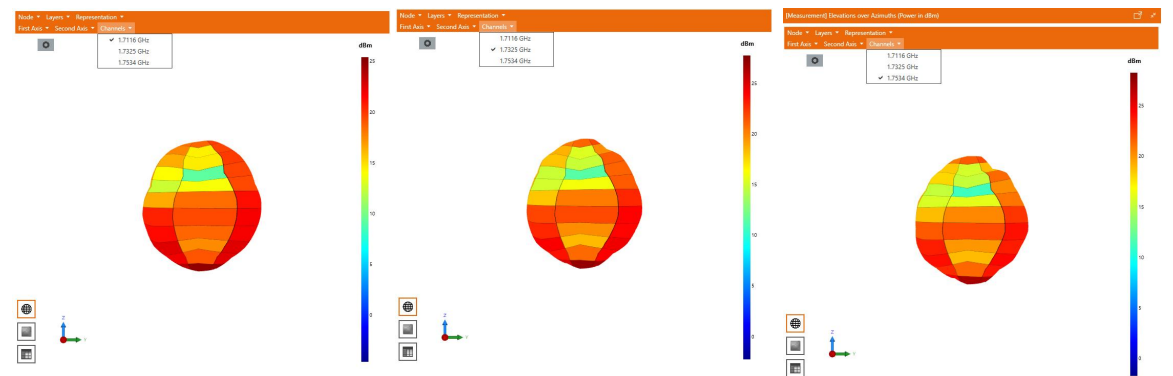 Node Layers Representation
First Axis Second Axis Channels
1.7116 GHz
1.7325 GHz
1.7534 GHz
dBm
25
20
15
10
5
0
Z
Y
Node Layers Representation
First Axis Second Axis Channels
1.7116 GHz
1.7325 GHz
1.7534 GHz
dBm
25
20
15
10
5
0
Z
Y
[Measurement] Elevations over Azimuths (Power in dBm)
Node Layers Representation
First Axis Second Axis Channels
1.7116 GHz
1.7325 GHz
1.7534 GHz
dBm
25
20
15
10
5
0
Z
Y